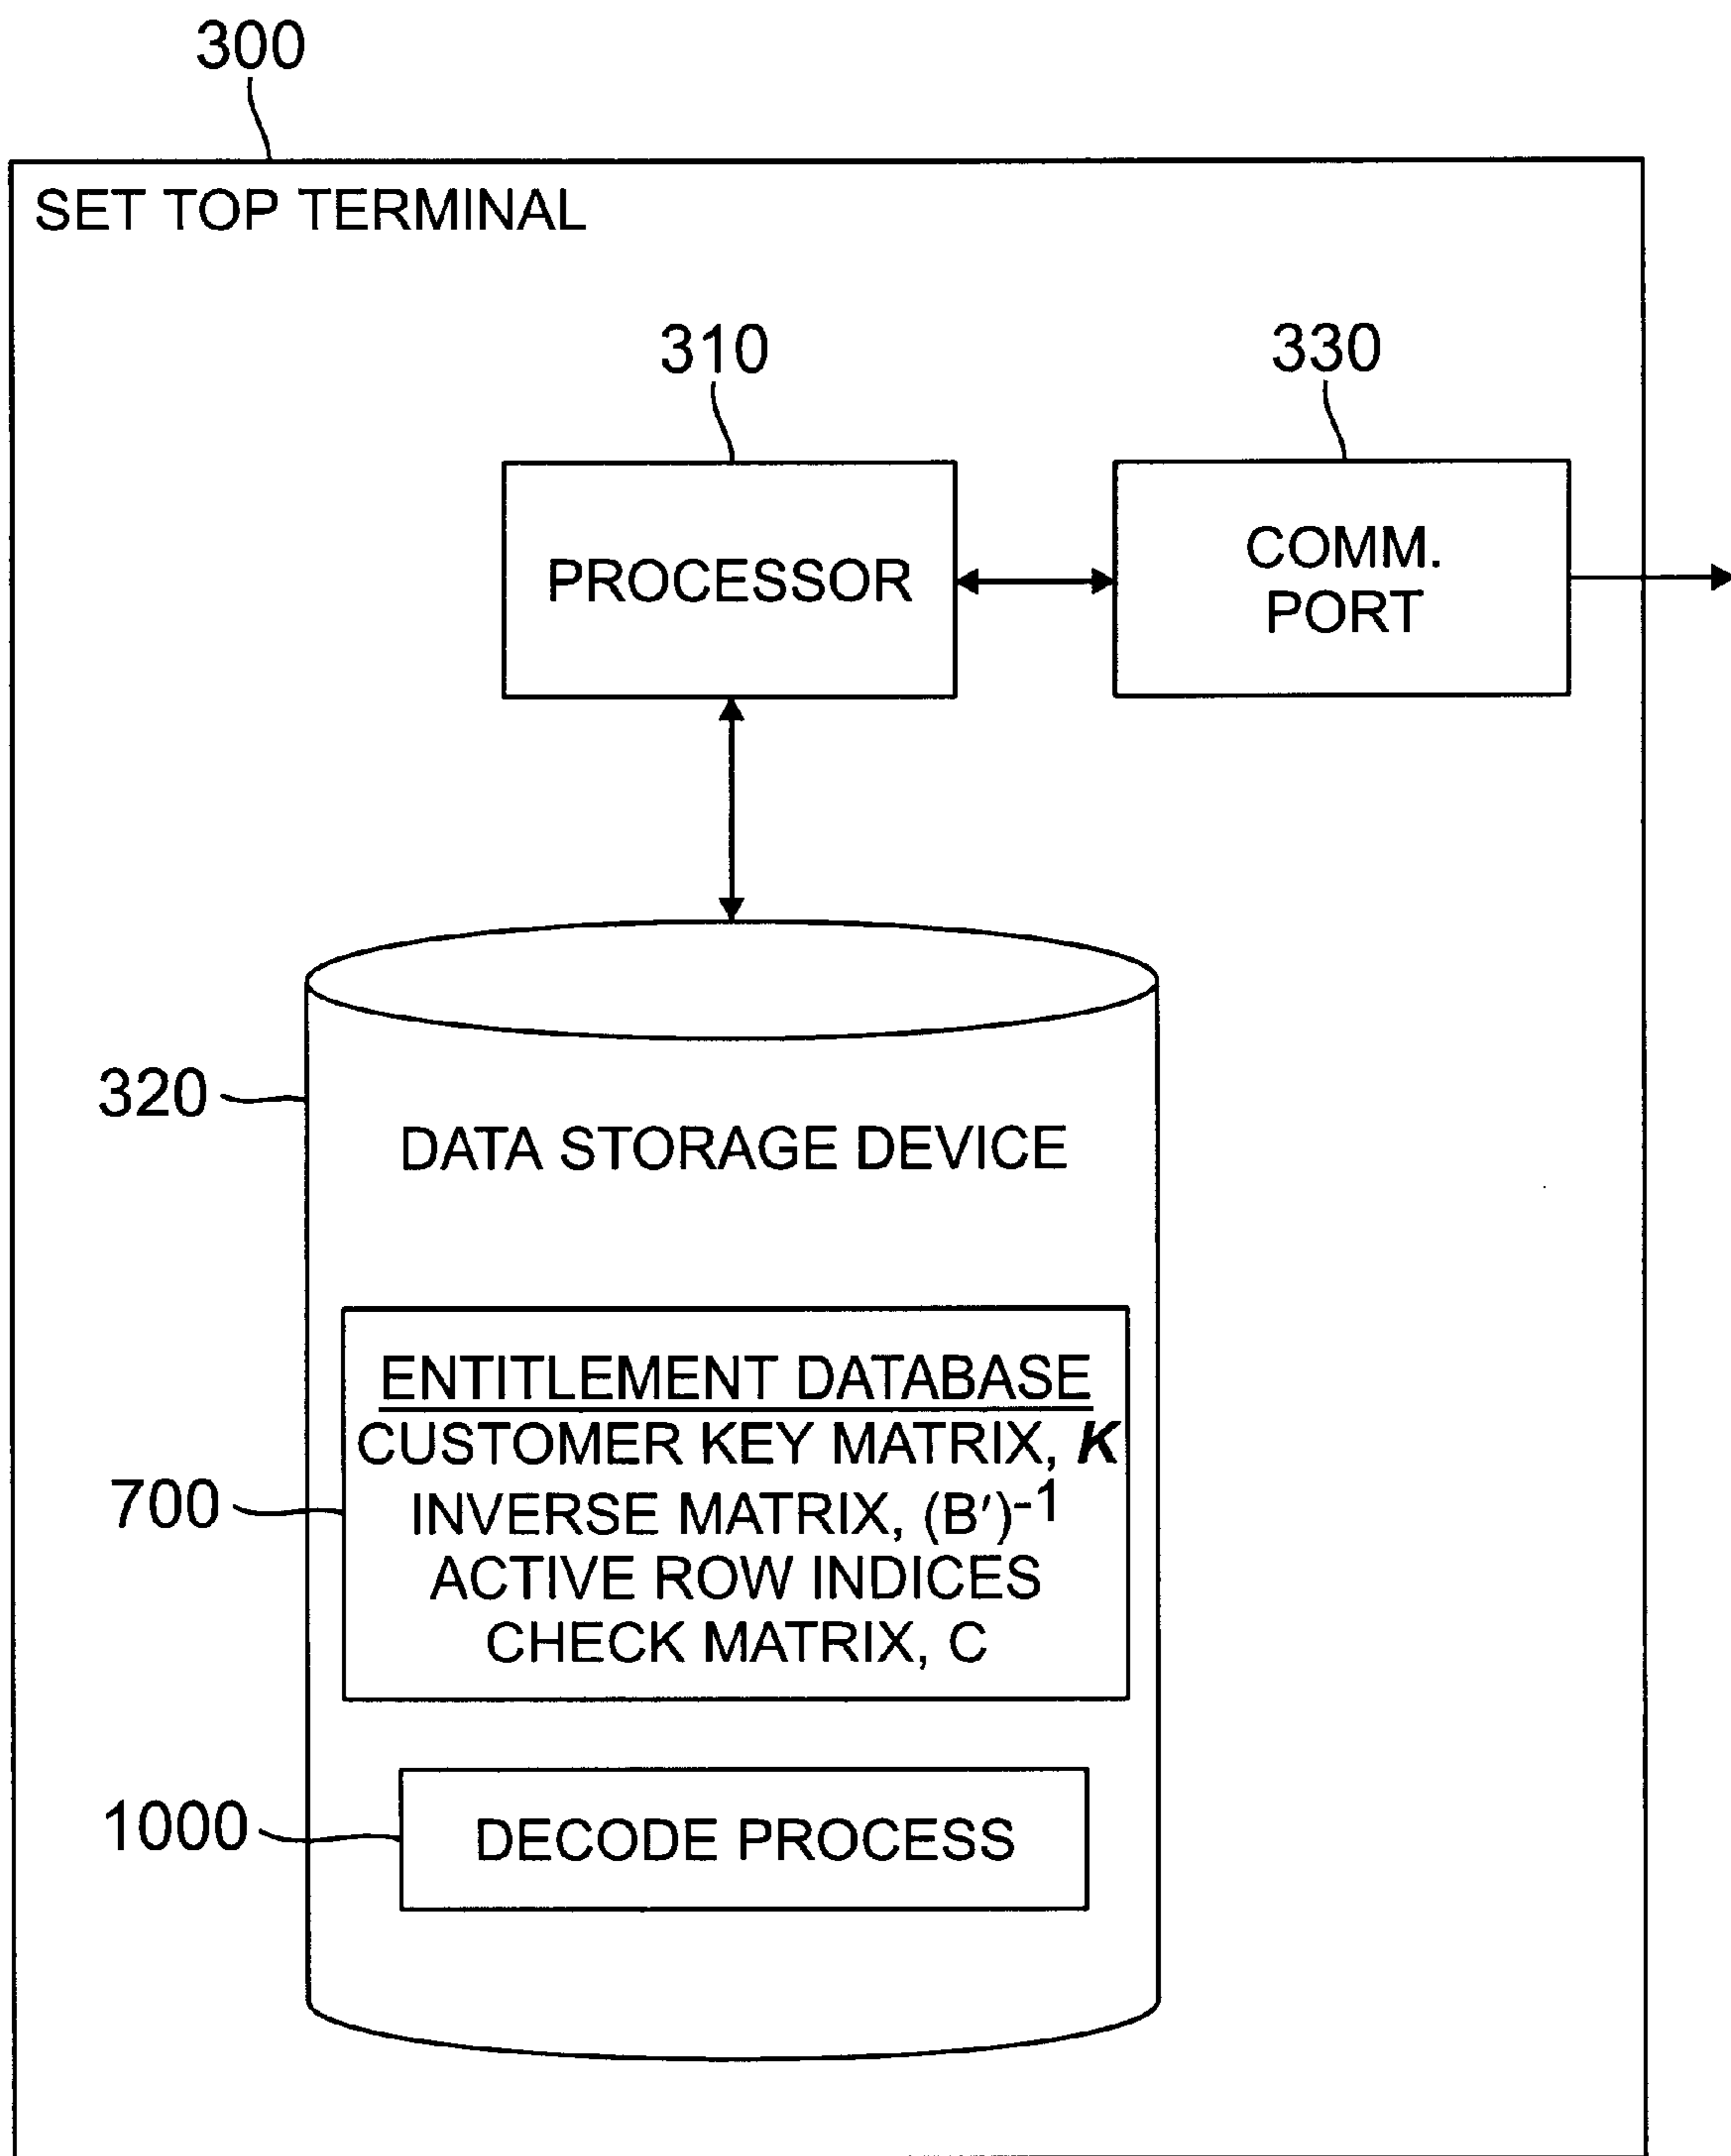 300
SET TOP TERMINAL
310
330
PROCESSOR
COMM.
PORT
320
DATA STORAGE DEVICE
ENTITLEMENT DATABASE
CUSTOMER KEY MATRIX, K
700
INVERSE MATRIX, (B′)-1
ACTIVE ROW INDICES
CHECK MATRIX, C
1000
DECODE PROCESS